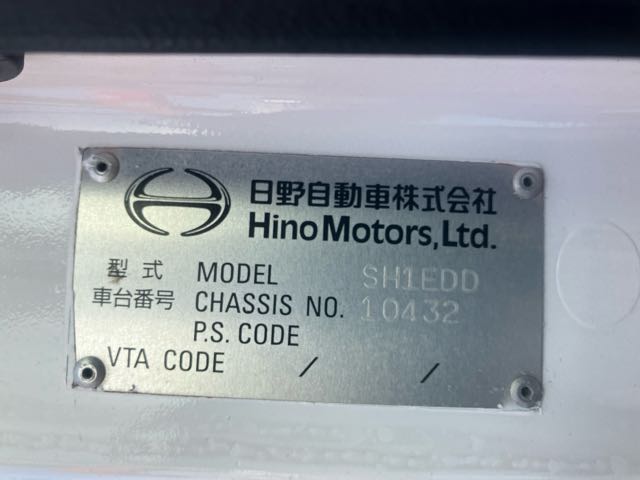 日野自動車株式会社
Hino Motors, Ltd.
型式 MODEL SH1EDD
車台番号 CHASSIS NO. 10432
P.S. CODE
VTA CODE / /